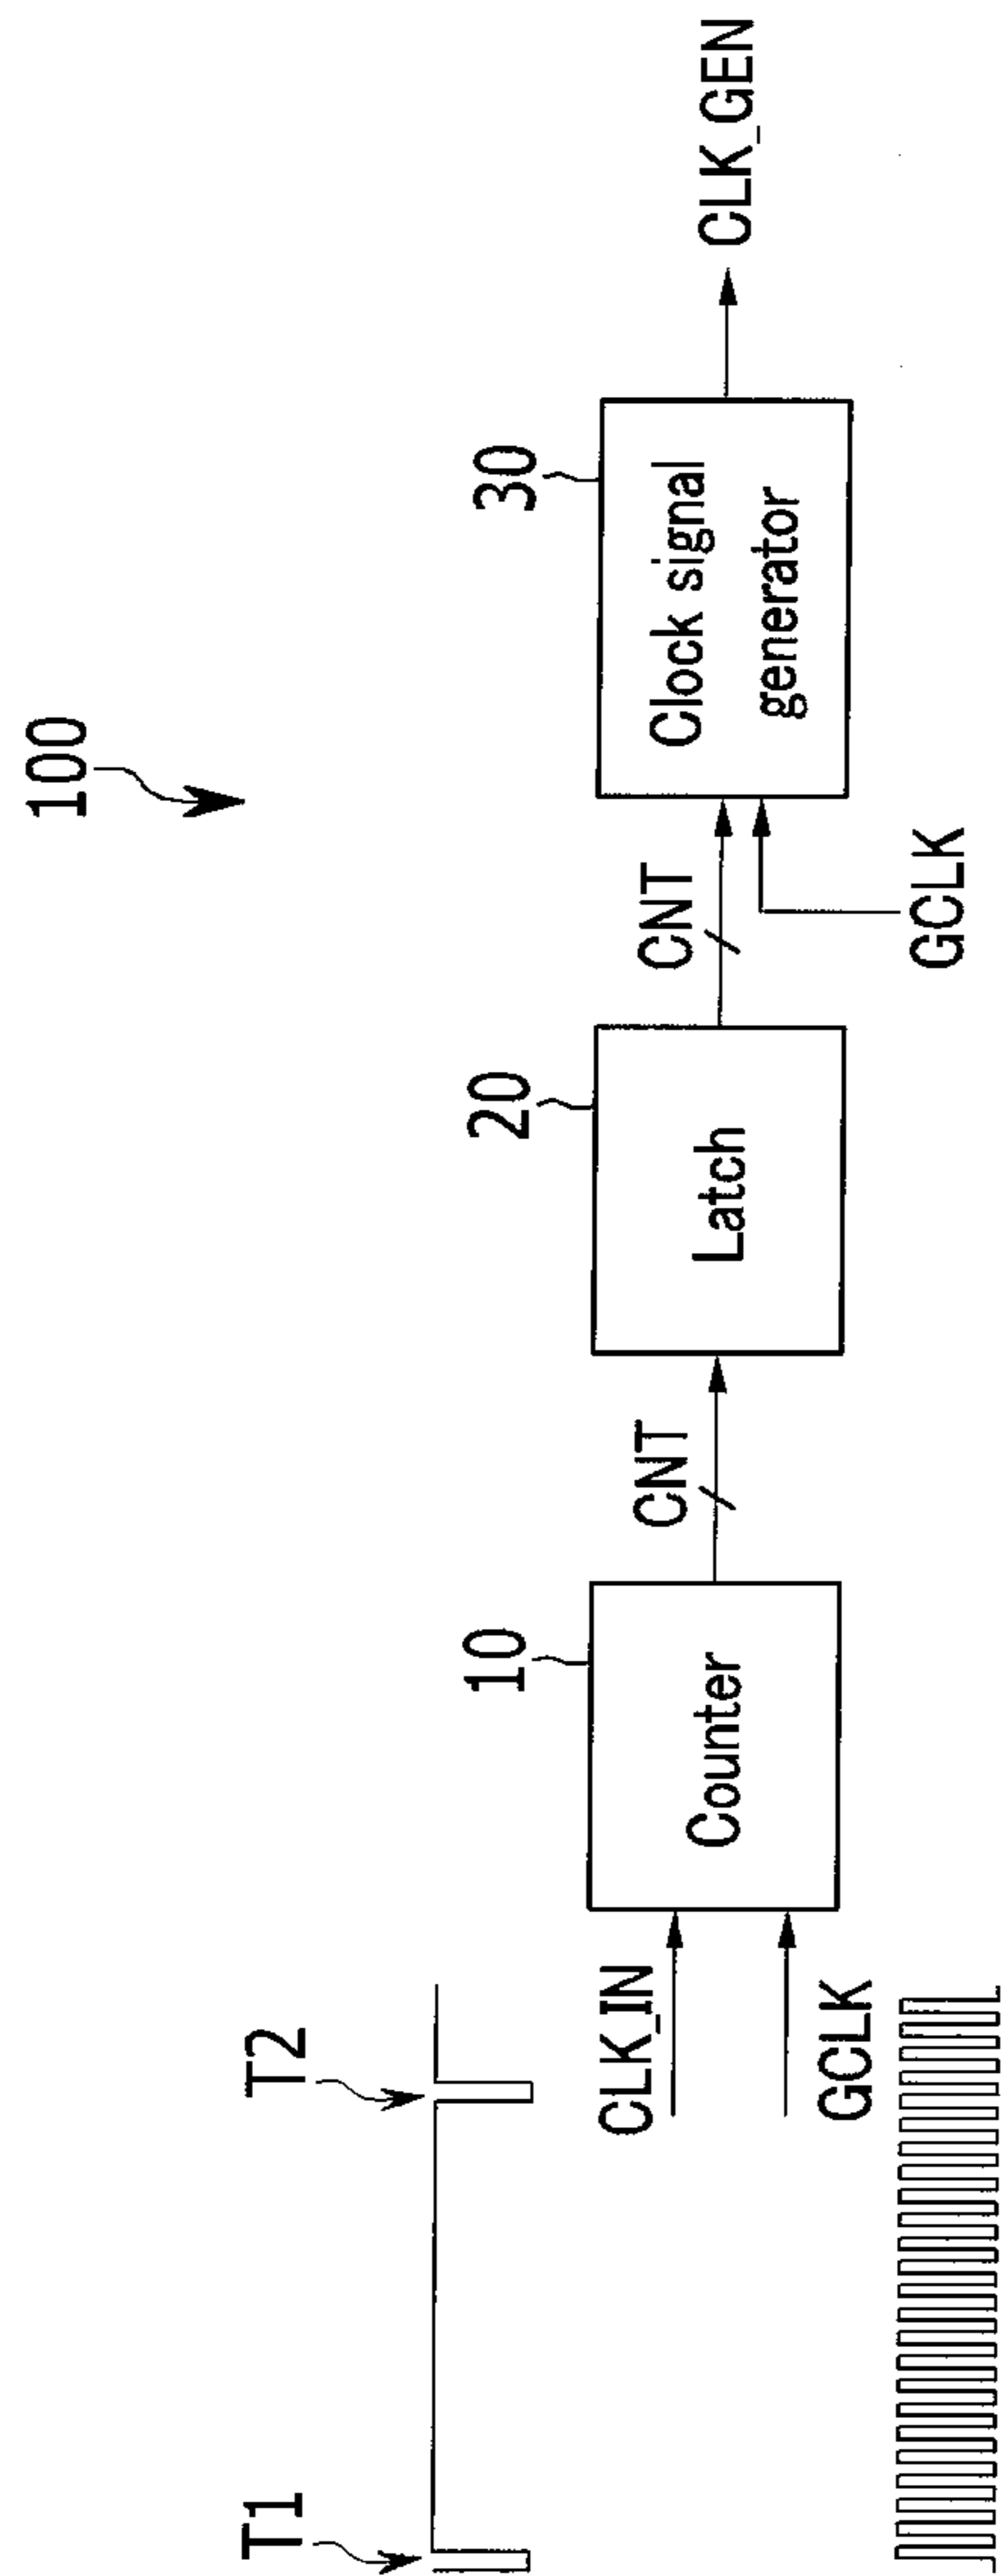 100
T1
T2
CLK_IN
GCLK
10
Counter
CNT
20
Latch
CNT
GCLK
30
Clock signal
generator
CLK_GEN